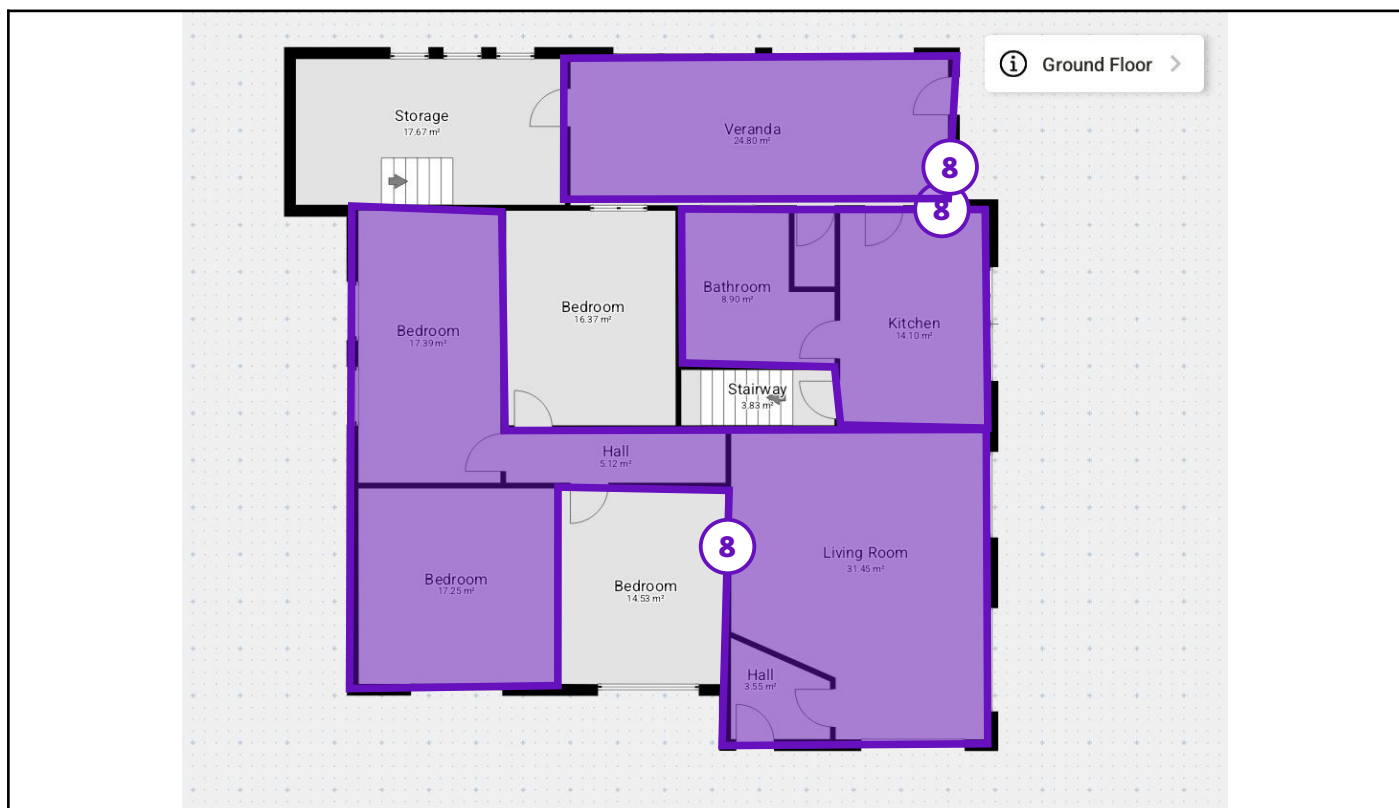 Ground Floor
Storage
17.67 m²
Veranda
24.80 m²
8
8
Bathroom
8.90 m²
Bedroom
16.37 m²
Kitchen
14.10 m²
Bedroom
17.39 m²
Stairway
3.83 m²
Hall
5.12 m²
8
Living Room
31.45 m²
Bedroom
17.25 m²
Bedroom
14.53 m²
Hall
3.55 m²